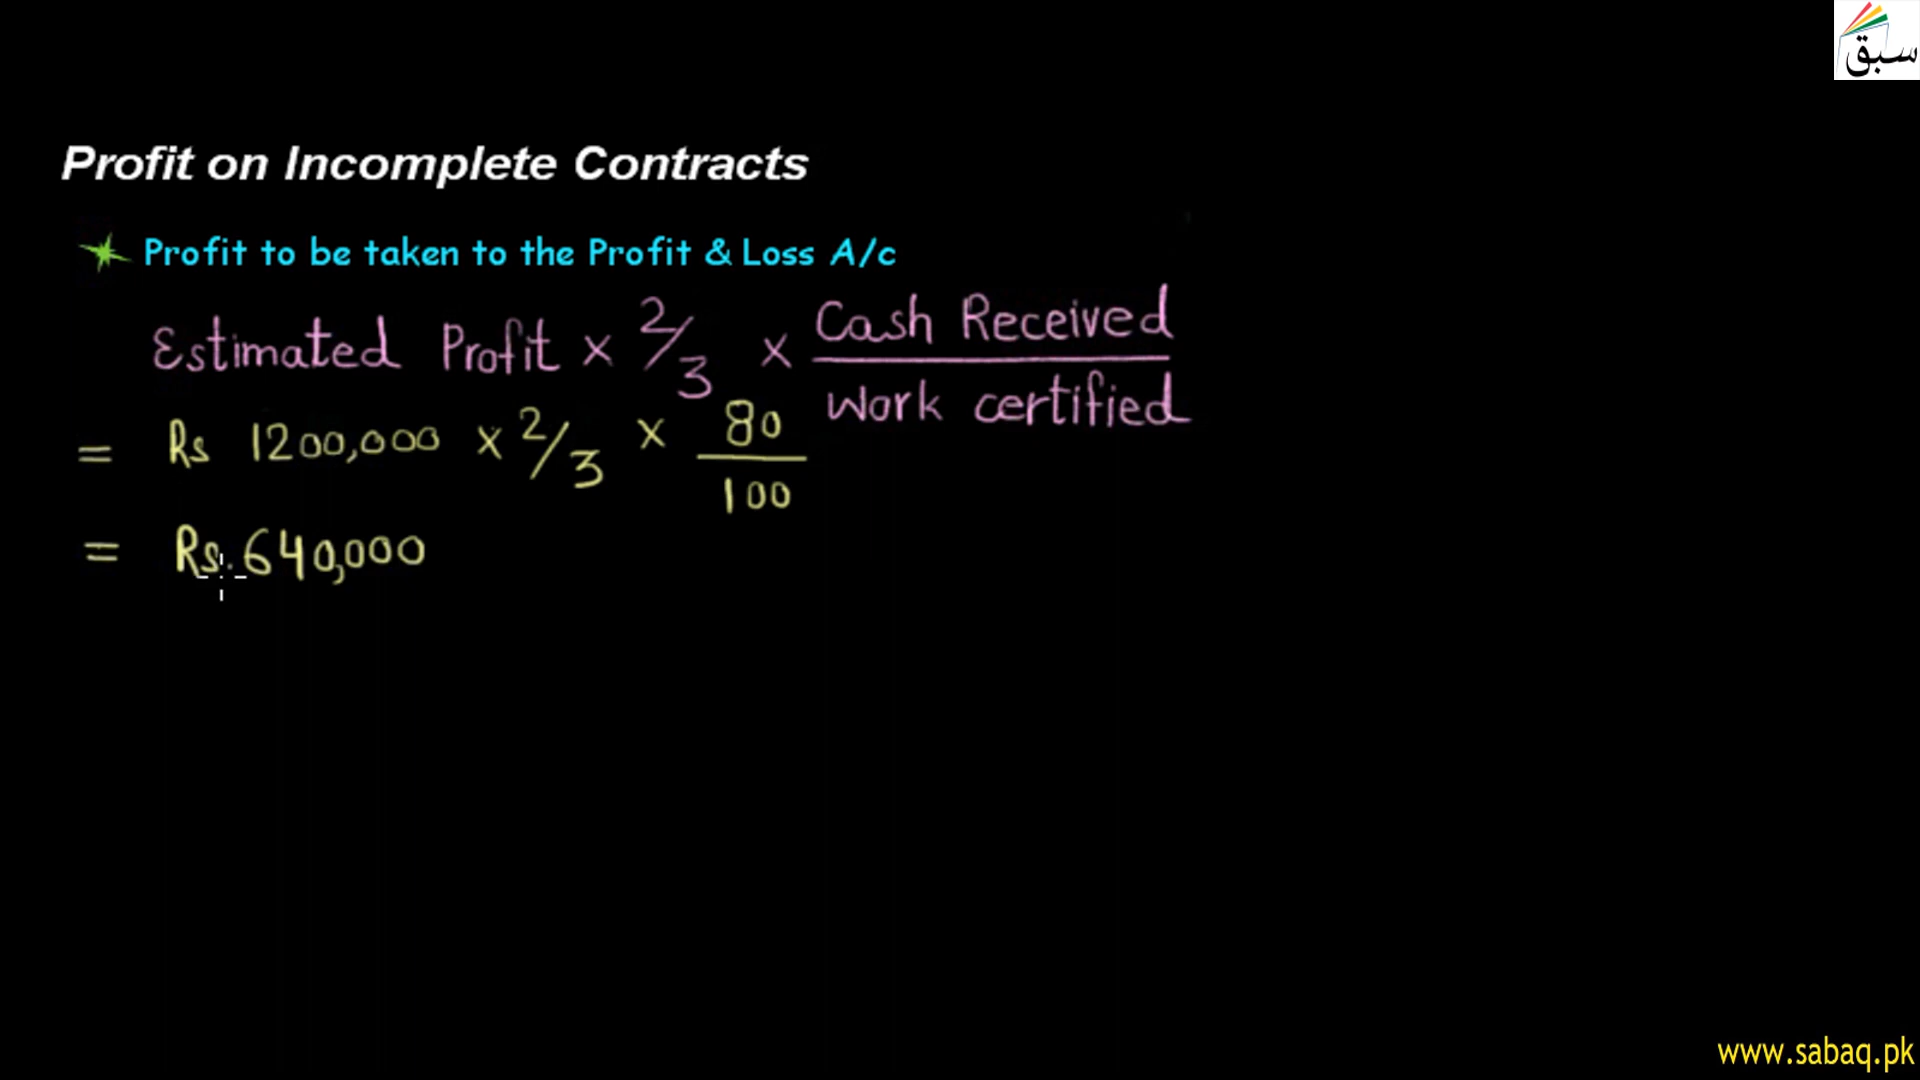 سبق
Profit on Incomplete Contracts
Profit to be taken to the Profit & Loss A/c
Estimated Profit × 2/3 × Cash Received / Work certified
= Rs 1200,000 × 2/3 × 80 / 100
= Rs. 640,000
www.sabaq.pk